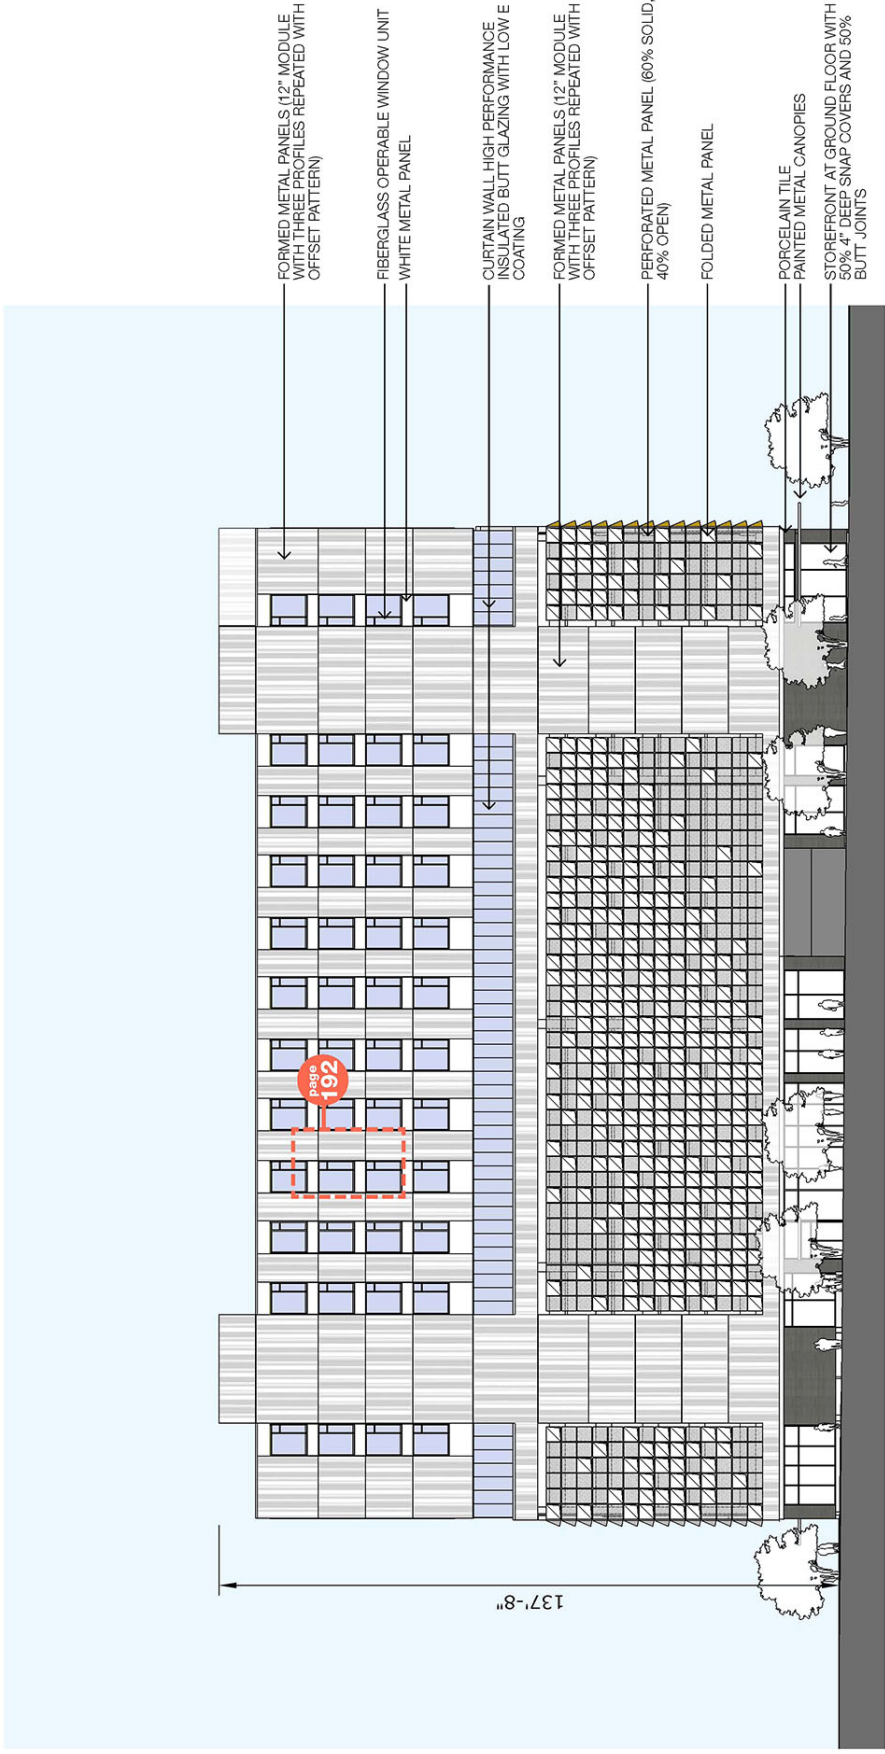 FORMED METAL PANELS (12" MODULE
WITH THREE PROFILES REPEATED WITH
OFFSET PATTERN)
FIBERGLASS OPERABLE WINDOW UNIT
WHITE METAL PANEL
CURTAIN WALL HIGH PERFORMANCE
INSULATED BUTT GLAZING WITH LOW E
COATING
FORMED METAL PANELS (12" MODULE
WITH THREE PROFILES REPEATED WITH
OFFSET PATTERN)
PERFORATED METAL PANEL (60% SOLID,
40% OPEN)
FOLDED METAL PANEL
PORCELAIN TILE
PAINTED METAL CANOPIES
STOREFRONT AT GROUND FLOOR WITH
50% 4" DEEP SNAP COVERS AND 50%
BUTT JOINTS
page
192
137'-8"